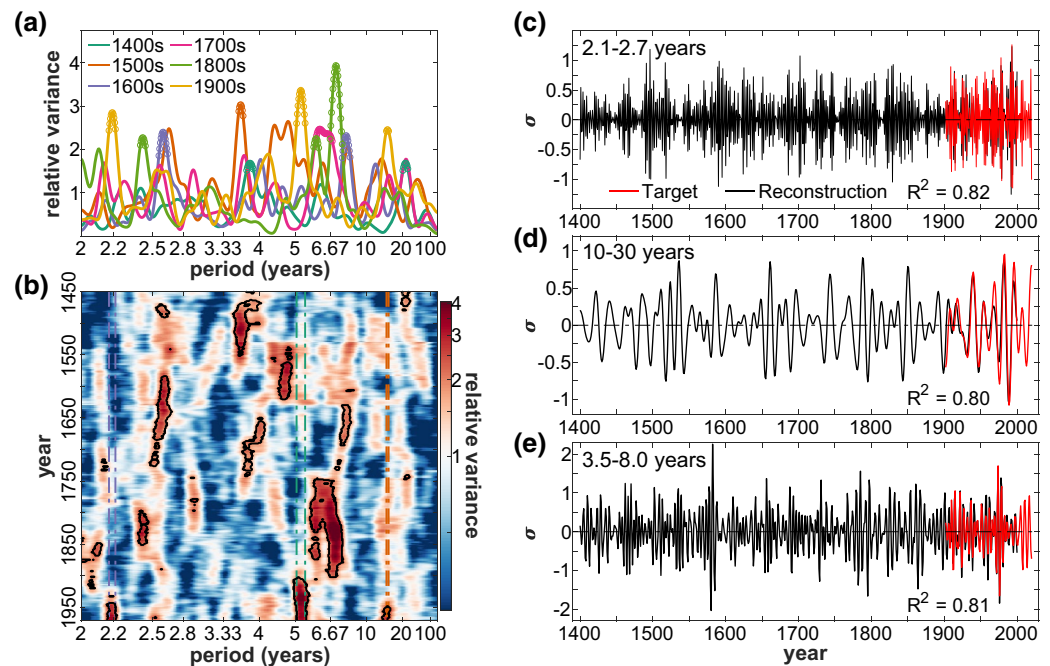 (a)
1400s 1700s
1500s 1800s
1600s 1900s
relative variance
4
3
2
1
2 2.2 2.5 2.8 3.33 4 5 6.67 10 20 100
period (years)
(b)
1450
1550
1650
1750
1850
1950
year
2 2.2 2.5 2.8 3.33 4 5 6.67 10 20 100
period (years)
4
3
2
1
relative variance
(c)
2.1-2.7 years
1
0.5
0
-0.5
-1
σ
Target Reconstruction R² = 0.82
1400 1500 1600 1700 1800 1900 2000
(d)
10-30 years
1
0.5
0
-0.5
-1
σ
R² = 0.80
1400 1500 1600 1700 1800 1900 2000
(e)
3.5-8.0 years
2
1
0
-1
-2
σ
R² = 0.81
1400 1500 1600 1700 1800 1900 2000
year